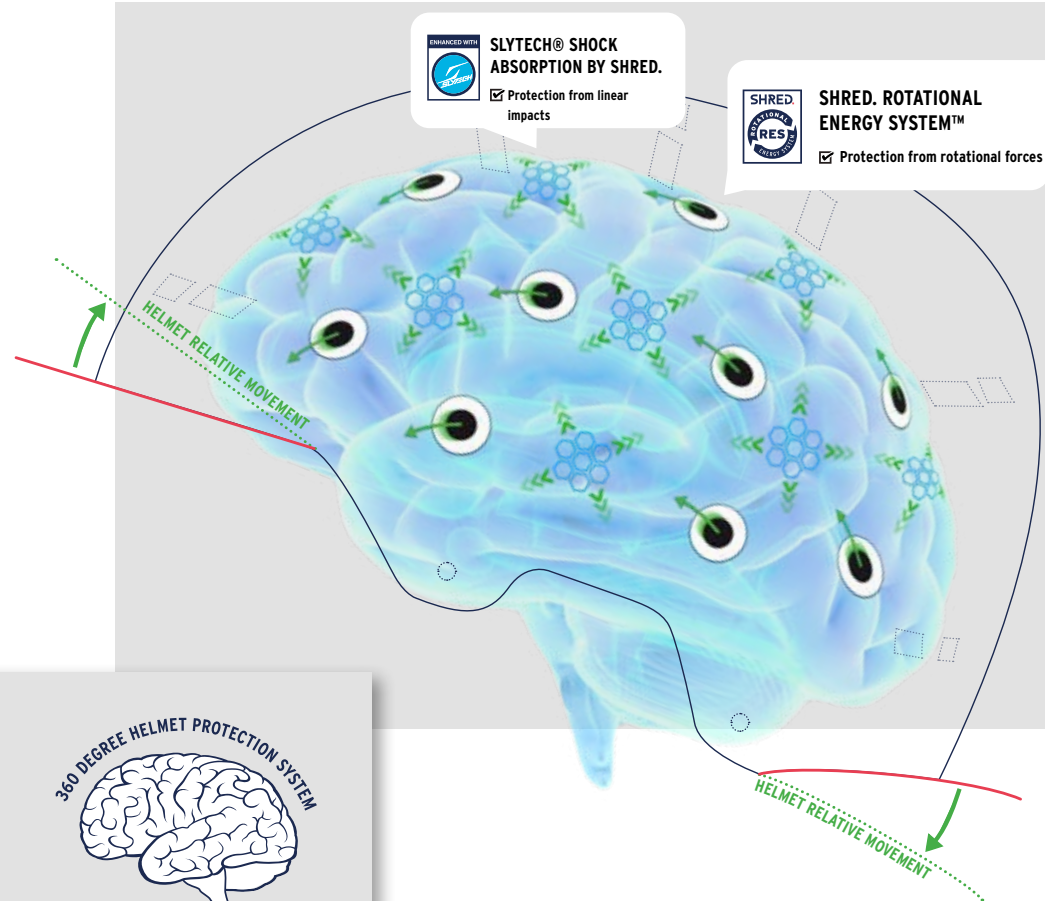 ENHANCED WITH
SLYTECH
SLYTECH® SHOCK
ABSORPTION BY SHRED.
Protection from linear
impacts
SHRED.
ROTATIONAL
RES
ENERGY SYSTEM
SHRED. ROTATIONAL
ENERGY SYSTEM™
Protection from rotational forces
HELMET RELATIVE MOVEMENT
360 DEGREE HELMET PROTECTION SYSTEM
HELMET RELATIVE MOVEMENT